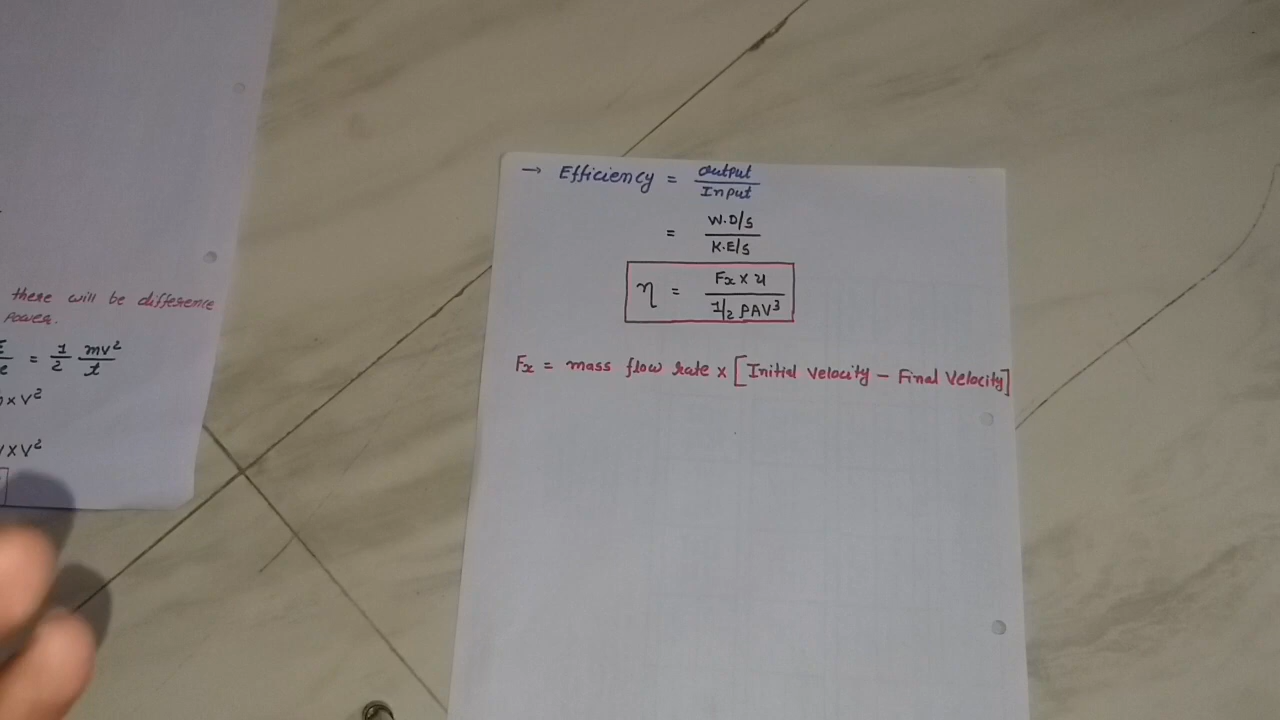 there will be difference
power.
= 1/2 mv²/t
x v²
x v²
→ Efficiency = output/Input
= W.D/s / K.E/s
η = Fx x u / 1/2 ρAV³
Fx = mass flow rate x [Initial velocity - Final Velocity]